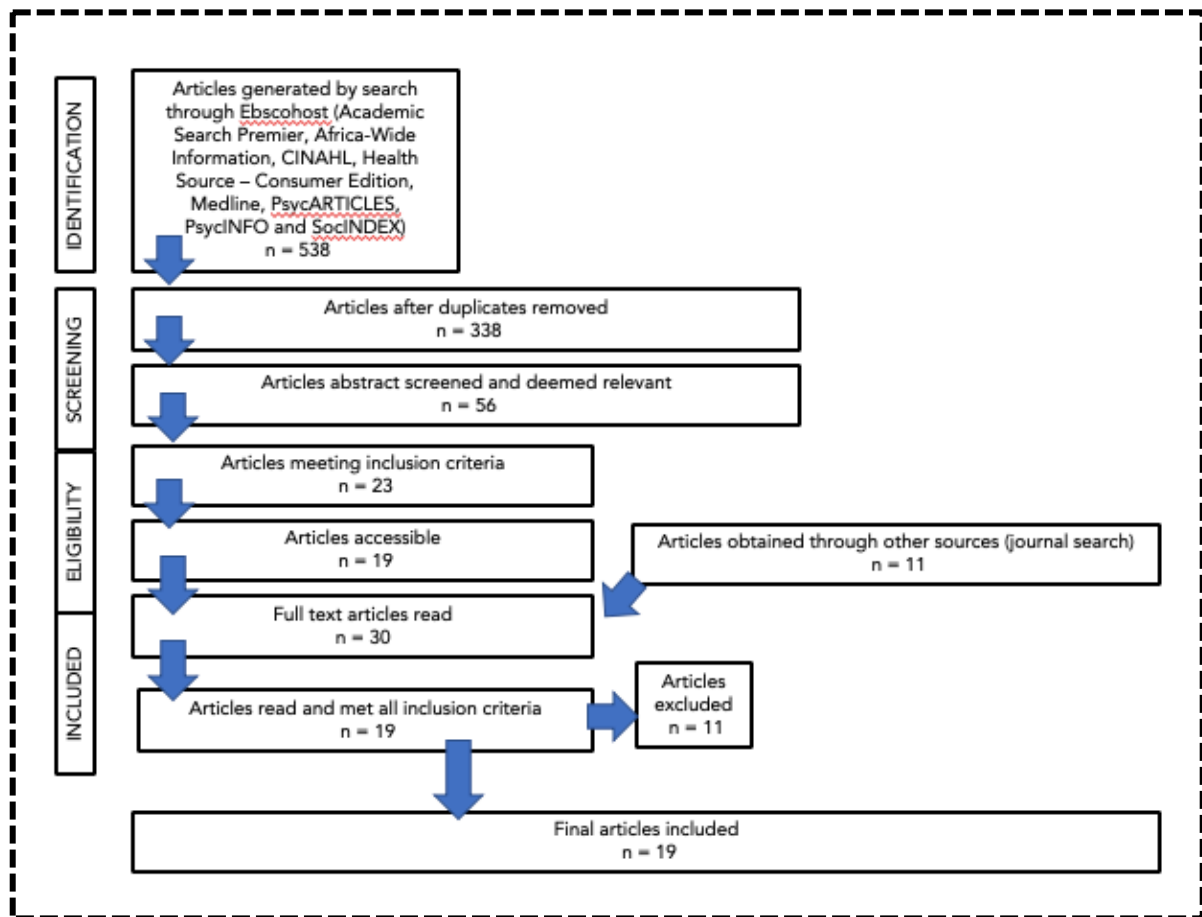 IDENTIFICATION
Articles generated by search
through Ebscohost (Academic
Search Premier, Africa-Wide
Information, CINAHL, Health
Source – Consumer Edition,
Medline, PsycARTICLES,
PsycINFO and SocINDEX)
n = 538
SCREENING
Articles after duplicates removed
n = 338
Articles abstract screened and deemed relevant
n = 56
ELIGIBILITY
Articles meeting inclusion criteria
n = 23
Articles accessible
n = 19
Articles obtained through other sources (journal search)
n = 11
Full text articles read
n = 30
INCLUDED
Articles read and met all inclusion criteria
n = 19
Articles
excluded
n = 11
Final articles included
n = 19